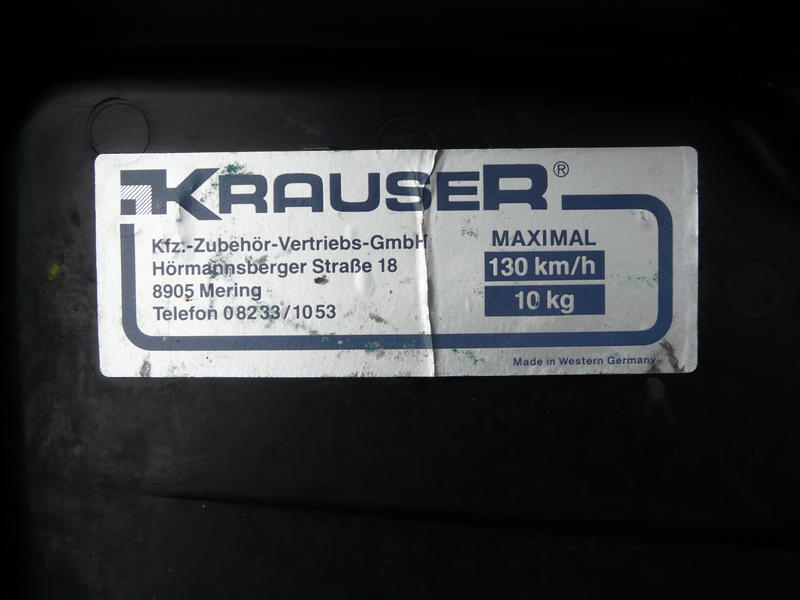 KRAUSER®
Kfz.-Zubehör-Vertriebs-GmbH
Hörmannsberger Straße 18
8905 Mering
Telefon 08233/1053
MAXIMAL
130 km/h
10 kg
Made in Western Germany